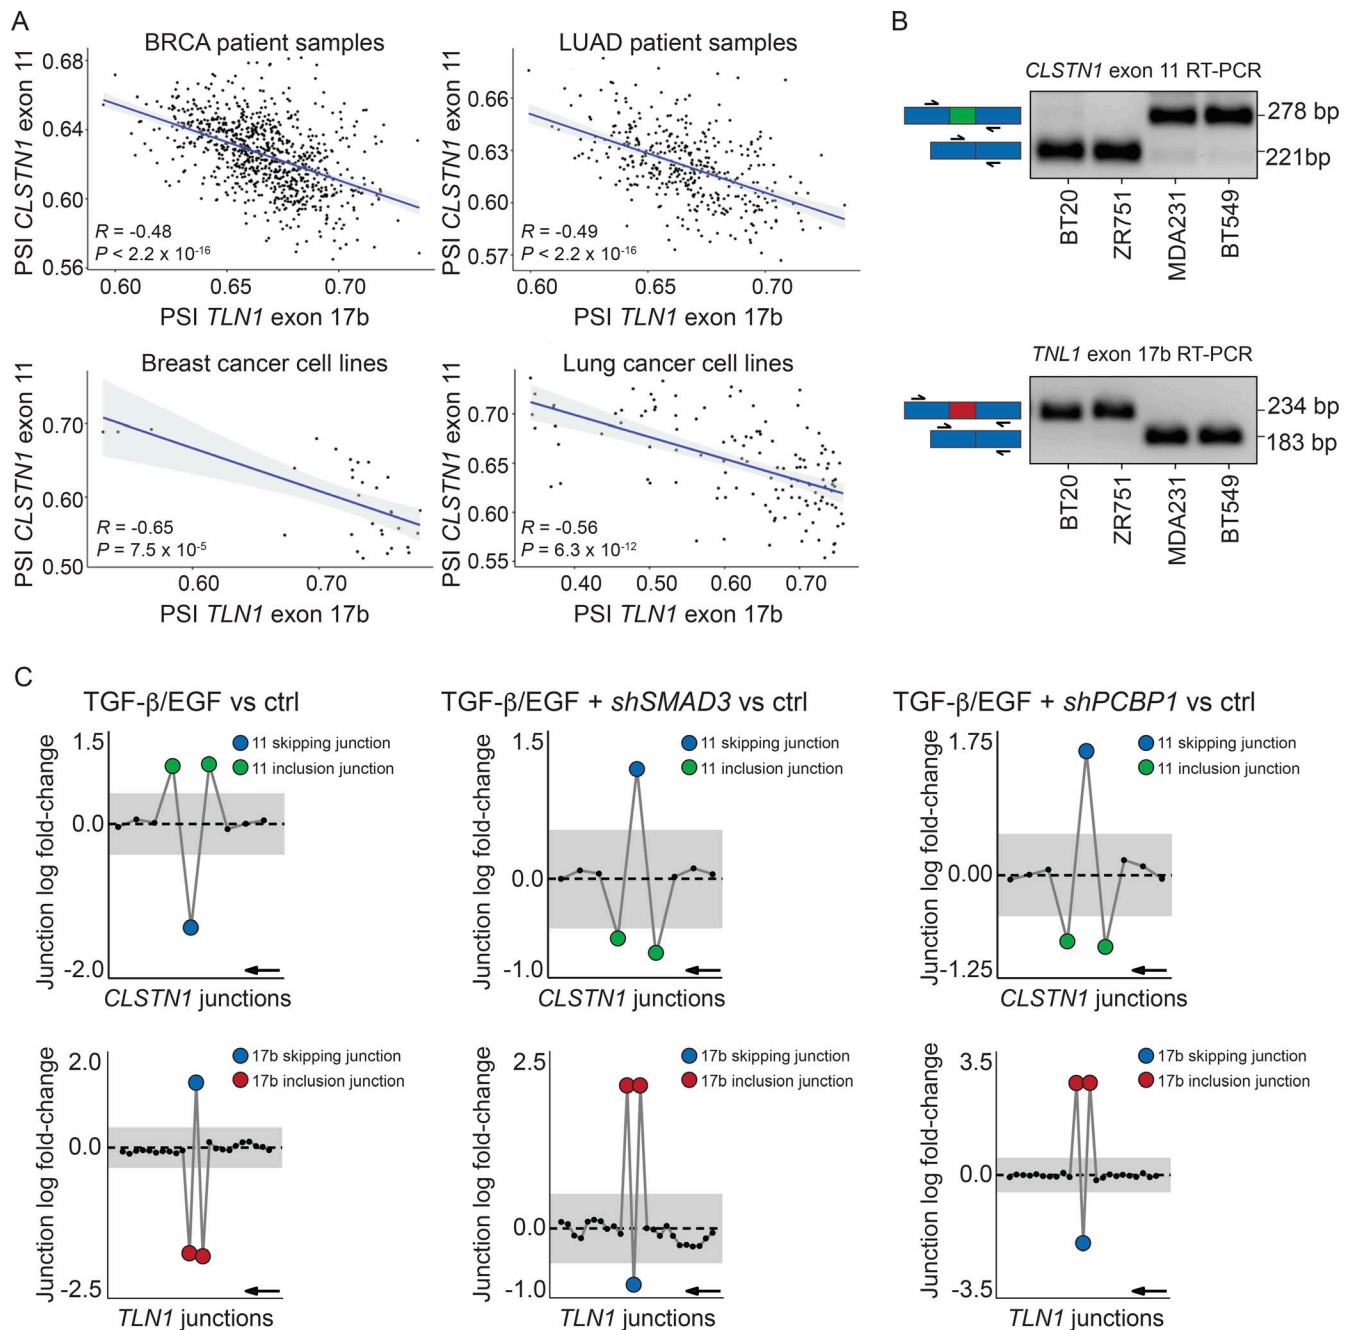 A
BRCA patient samples
PSI CLSTN1 exon 11
0.68
0.64
0.60
0.56
R = -0.48
P < 2.2 x 10-16
0.60
0.65
0.70
PSI TLN1 exon 17b
LUAD patient samples
PSI CLSTN1 exon 11
0.66
0.63
0.60
0.57
R = -0.49
P < 2.2 x 10-16
0.60
0.65
0.70
PSI TLN1 exon 17b
Breast cancer cell lines
PSI CLSTN1 exon 11
0.70
0.60
0.50
R = -0.65
P = 7.5 x 10-5
0.60
0.70
PSI TLN1 exon 17b
Lung cancer cell lines
PSI CLSTN1 exon 11
0.70
0.65
0.60
0.55
R = -0.56
P = 6.3 x 10-12
0.40
0.50
0.60
0.70
PSI TLN1 exon 17b
B
CLSTN1 exon 11 RT-PCR
278 bp
221bp
BT20
ZR751
MDA231
BT549
TNL1 exon 17b RT-PCR
234 bp
183 bp
BT20
ZR751
MDA231
BT549
C
TGF-β/EGF vs ctrl
Junction log fold-change
1.5
0.0
-2.0
11 skipping junction
11 inclusion junction
CLSTN1 junctions
TGF-β/EGF + shSMAD3 vs ctrl
Junction log fold-change
1.5
0.0
-1.0
11 skipping junction
11 inclusion junction
CLSTN1 junctions
TGF-β/EGF + shPCBP1 vs ctrl
Junction log fold-change
1.75
0.00
-1.25
11 skipping junction
11 inclusion junction
CLSTN1 junctions
Junction log fold-change
2.0
0.0
-2.5
17b skipping junction
17b inclusion junction
TLN1 junctions
Junction log fold-change
2.5
0.0
-1.0
17b skipping junction
17b inclusion junction
TLN1 junctions
Junction log fold-change
3.5
0.0
-3.5
17b skipping junction
17b inclusion junction
TLN1 junctions